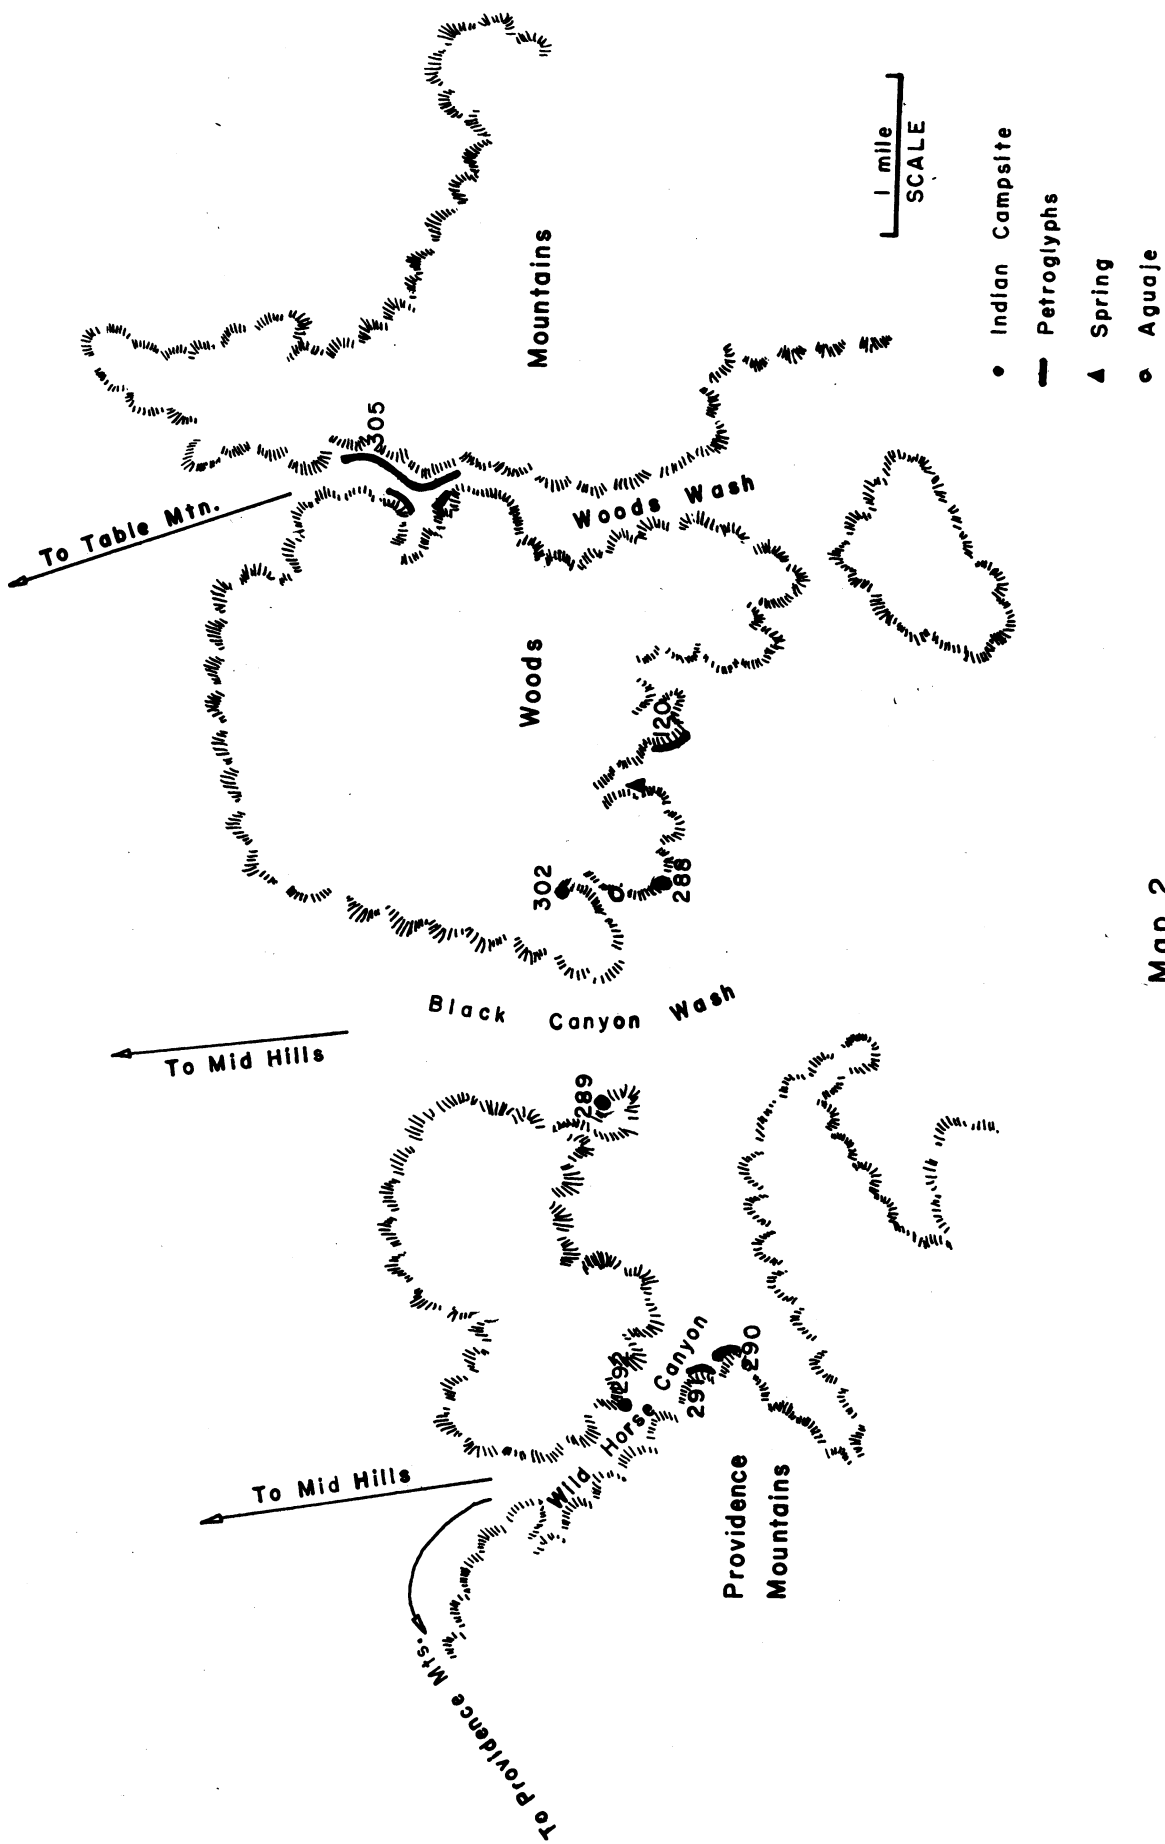 To Table Mtn.
305
Mountains
1 mile
SCALE
Indian Campsite
Petroglyphs
Spring
Aguaje
Woods Wash
Woods
120
302
288
Black Canyon Wash
To Mid Hills
289
292
Wild Horse Canyon
291
290
To Mid Hills
Providence
Mountains
To Providence Mts.
Map 2